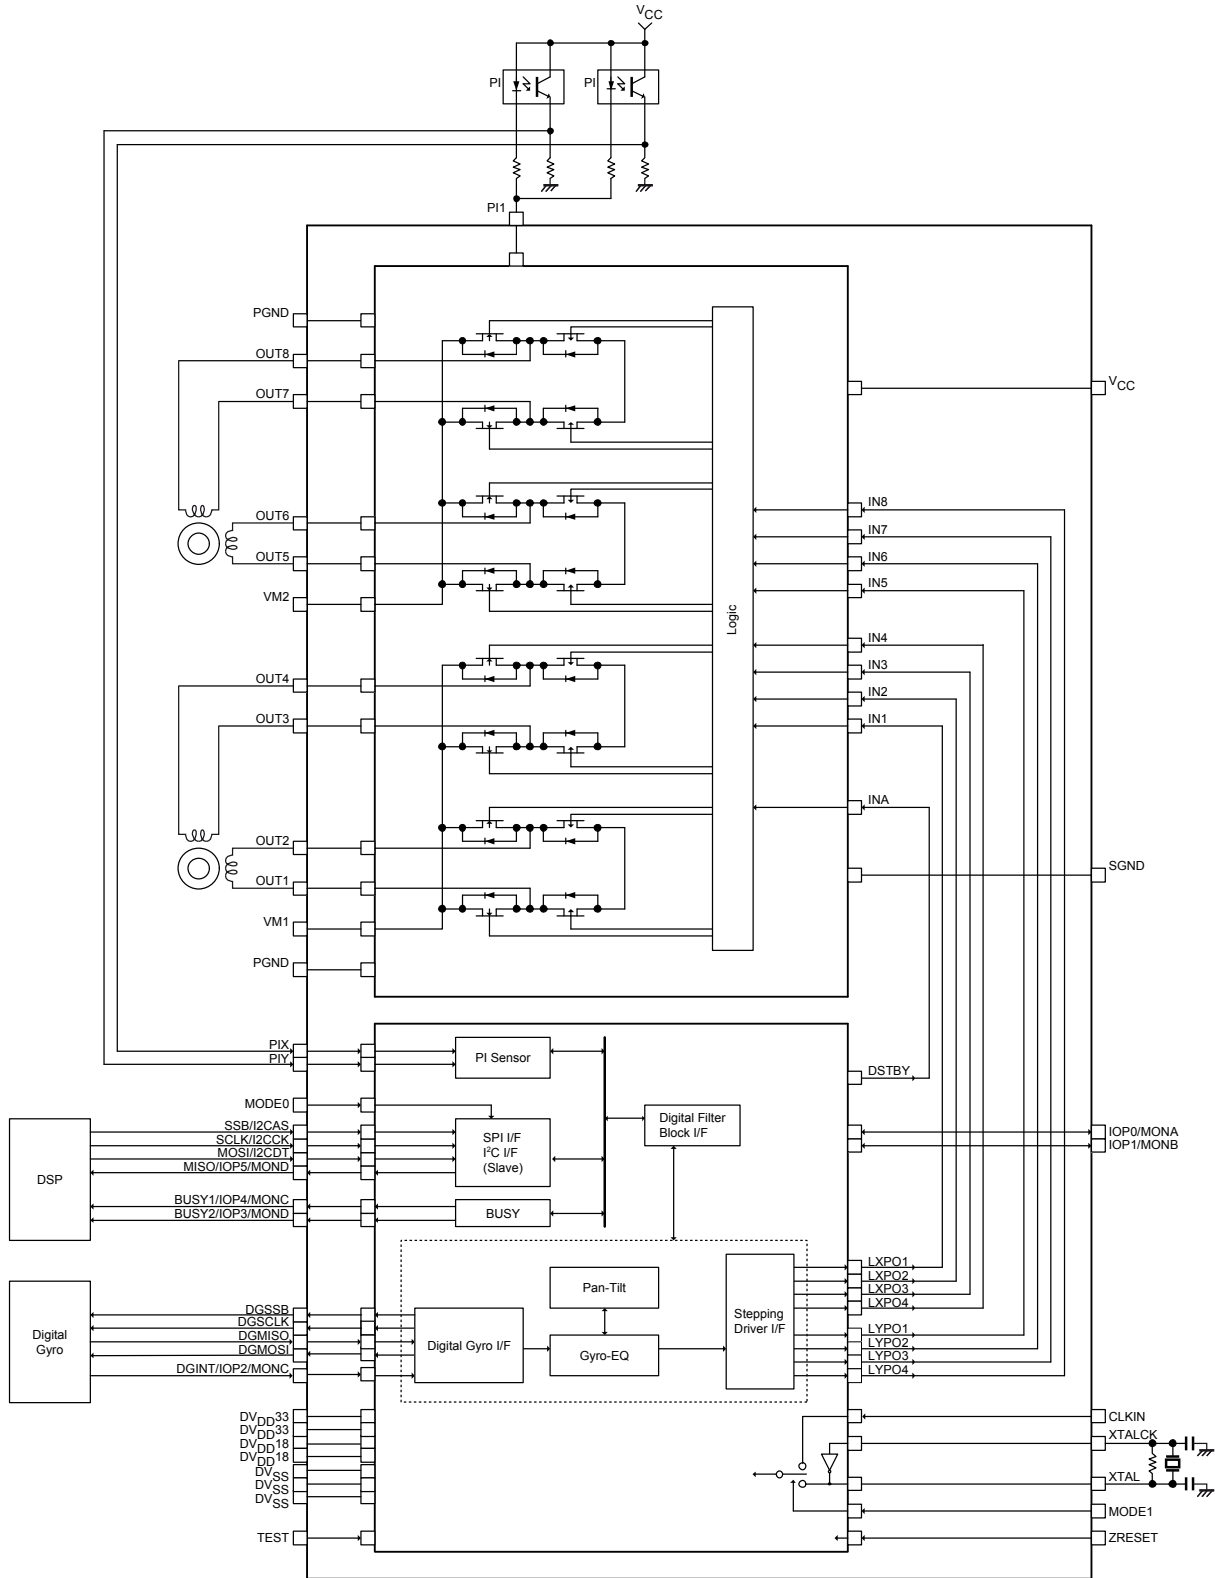 VCC
PI
PI
PI1
PGND
OUT8
VCC
OUT7
IN8
OUT6
IN7
OUT5
IN6
IN5
VM2
Logic
IN4
IN3
OUT4
IN2
OUT3
IN1
INA
OUT2
SGND
OUT1
VM1
PGND
PIX
PIY
PI Sensor
DSTBY
MODE0
DSP
SSB/I2CAS
SCLK/I2CCK
MOSI/I2CDT
MISO/IOP5/MOND
SPI I/F
I²C I/F
(Slave)
Digital Filter
Block I/F
IOP0/MONA
IOP1/MONB
BUSY1/IOP4/MONC
BUSY2/IOP3/MOND
BUSY
LXPO1
LXPO2
LXPO3
LXPO4
LYPO1
LYPO2
LYPO3
LYPO4
Pan-Tilt
Stepping
Driver I/F
Digital
Gyro
DGSSB
DGSCLK
DGMISO
DGMOSI
DGINT/IOP2/MONC
Digital Gyro I/F
Gyro-EQ
DVDD33
DVDD33
DVDD18
DVDD18
DVSS
DVSS
DVSS
CLKIN
XTALCK
XTAL
MODE1
TEST
ZRESET